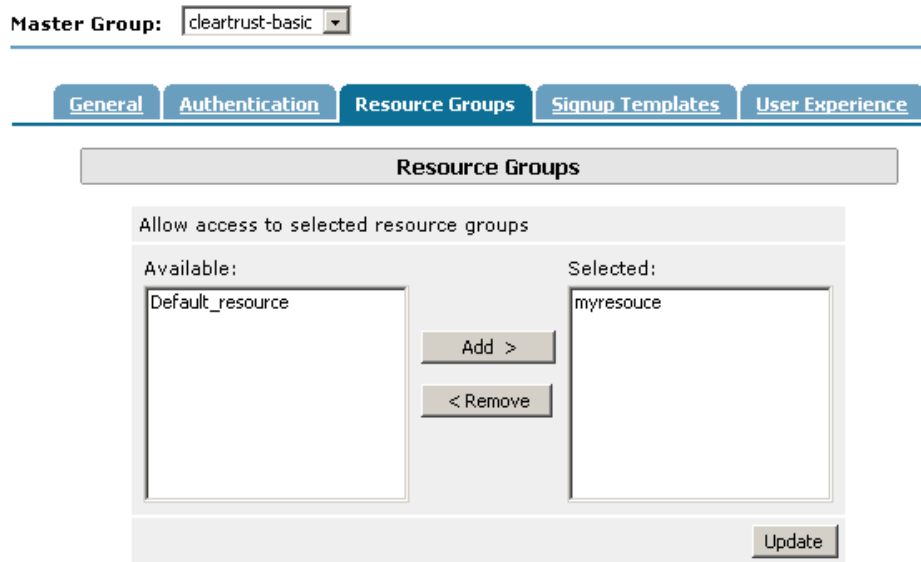 Master Group: cleartrust-basic
General Authentication Resource Groups Signup Templates User Experience
Resource Groups
Allow access to selected resource groups
Available: Selected:
Default_resource myresouce
Add >
< Remove
Update